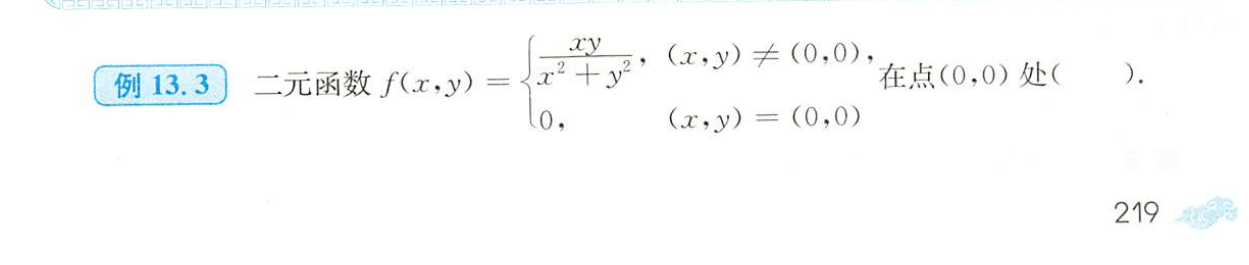 例 13.3 二元函数 f(x,y) = { xy/(x² + y²), (x,y) ≠ (0,0), 在点(0,0) 处( ).
0, (x,y) = (0,0)
219